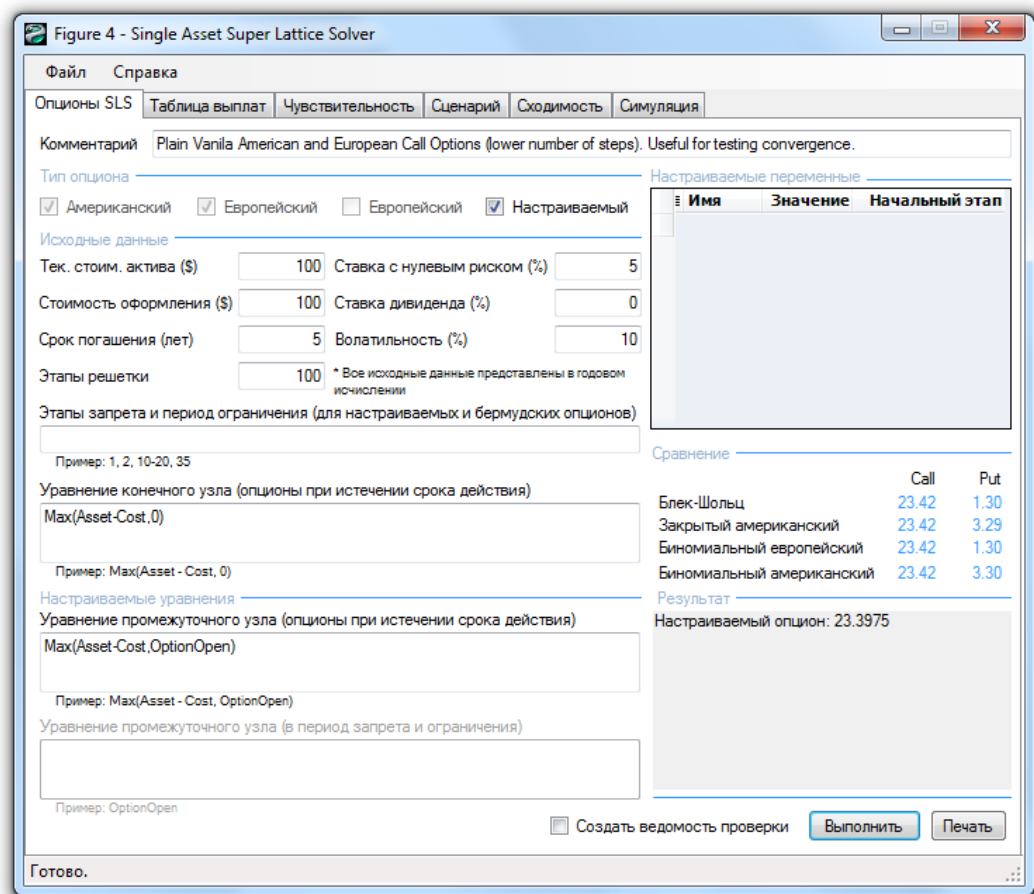 Figure 4 - Single Asset Super Lattice Solver
Файл Справка
Опционы SLS Таблица выплат Чувствительность Сценарий Сходимость Симуляция
Комментарий Plain Vanila American and European Call Options (lower number of steps). Useful for testing convergence.
Тип опциона
Американский Европейский Европейский Настраиваемый
Настраиваемые переменные
Имя Значение Начальный этап
Исходные данные
Тек. стоим. актива ($) 100 Ставка с нулевым риском (%) 5
Стоимость оформления ($) 100 Ставка дивиденда (%) 0
Срок погашения (лет) 5 Волатильность (%) 10
Этапы решетки 100 * Все исходные данные представлены в годовом
исчислении
Этапы запрета и период ограничения (для настраиваемых и бермудских опционов)
Пример: 1, 2, 10-20, 35
Уравнение конечного узла (опционы при истечении срока действия)
Max(Asset-Cost,0)
Пример: Max(Asset - Cost, 0)
Настраиваемые уравнения
Уравнение промежуточного узла (опционы при истечении срока действия)
Max(Asset-Cost,OptionOpen)
Пример: Max(Asset - Cost, OptionOpen)
Уравнение промежуточного узла (в период запрета и ограничения)
Пример: OptionOpen
Сравнение
Call Put
Блек-Шольц 23.42 1.30
Закрытый американский 23.42 3.29
Биномиальный европейский 23.42 1.30
Биномиальный американский 23.42 3.30
Результат
Настраиваемый опцион: 23.3975
Создать ведомость проверки Выполнить Печать
Готово.